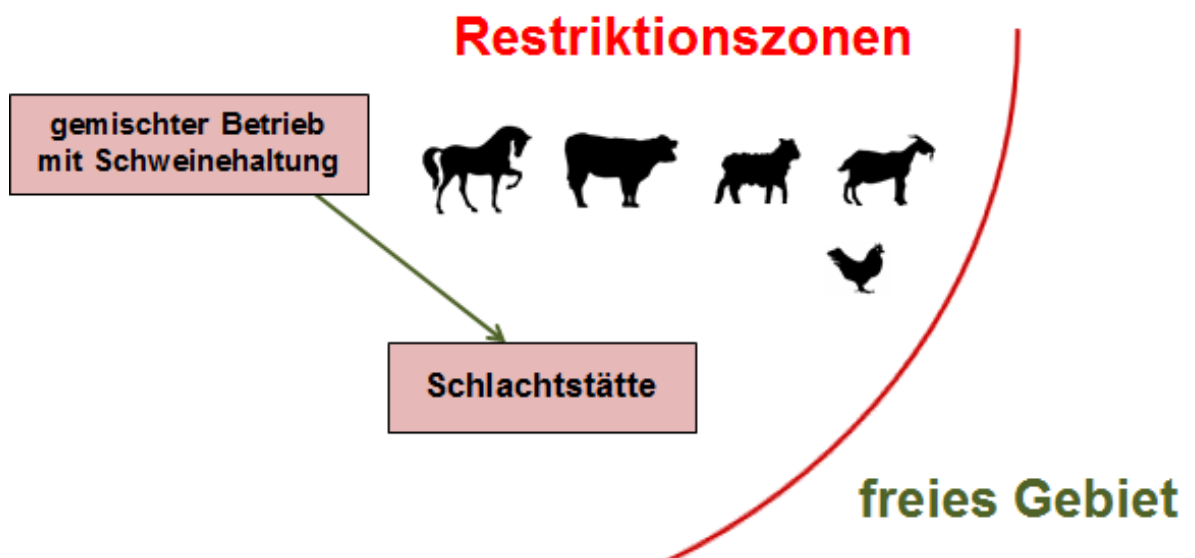 Restriktionszonen
gemischter Betrieb
mit Schweinehaltung
Schlachtstätte
freies Gebiet